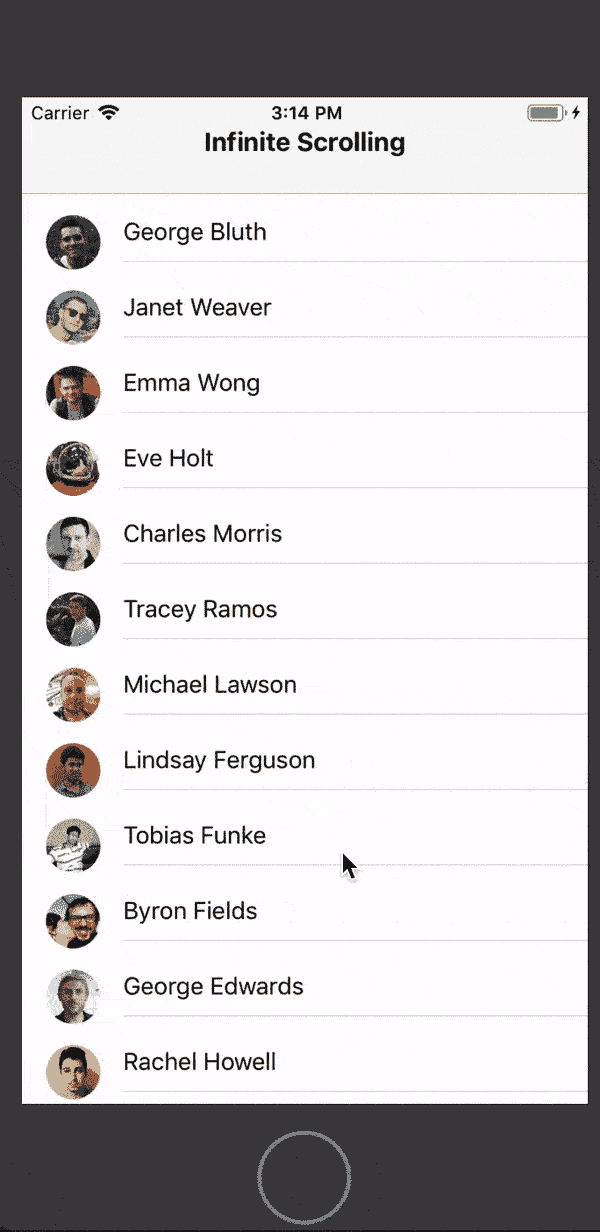 Carrier 3:14 PM
Infinite Scrolling
George Bluth
Janet Weaver
Emma Wong
Eve Holt
Charles Morris
Tracey Ramos
Michael Lawson
Lindsay Ferguson
Tobias Funke
Byron Fields
George Edwards
Rachel Howell